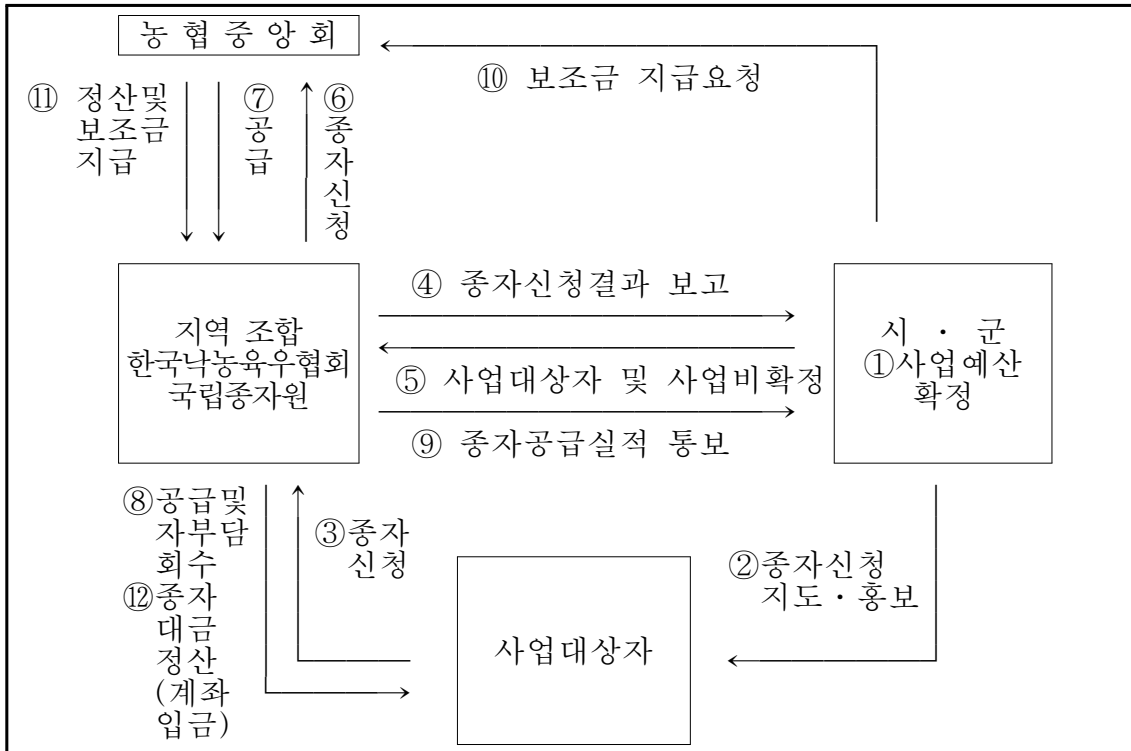 농 협 중 앙 회
⑩ 보조금 지급요청
⑪ 정산및
보조금
지급
⑦
공
급
⑥
종
자
신
청
④ 종자신청결과 보고
지역 조합
한국낙농육우협회
국립종자원
시 · 군
①사업예산
확정
⑤ 사업대상자 및 사업비확정
⑨ 종자공급실적 통보
⑧공급및
자부담
회수
⑫종자
대금
정산
(계좌
입금)
③종자
신청
②종자신청
지도·홍보
사업대상자